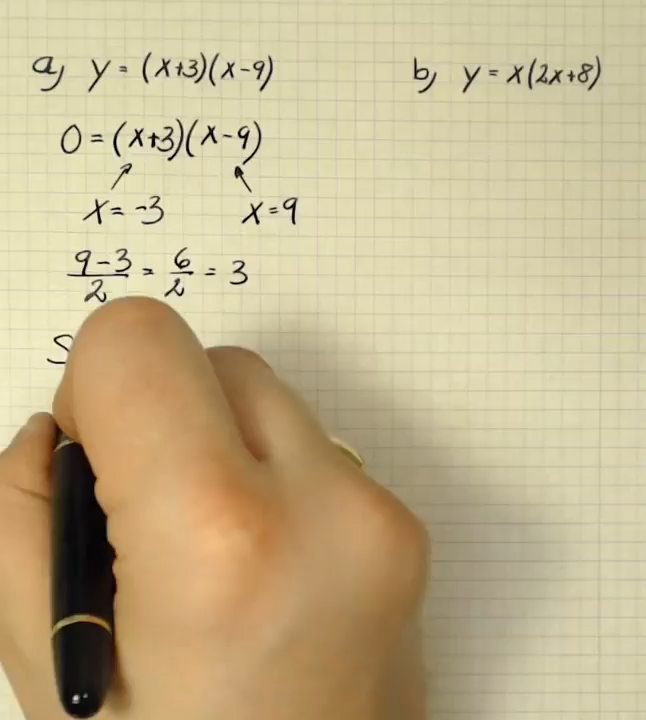 a) y = (x+3)(x-9)
0 = (x+3)(x-9)
x = -3 x = 9
9-3/2 = 6/2 = 3
S
b) y = x(2x+8)